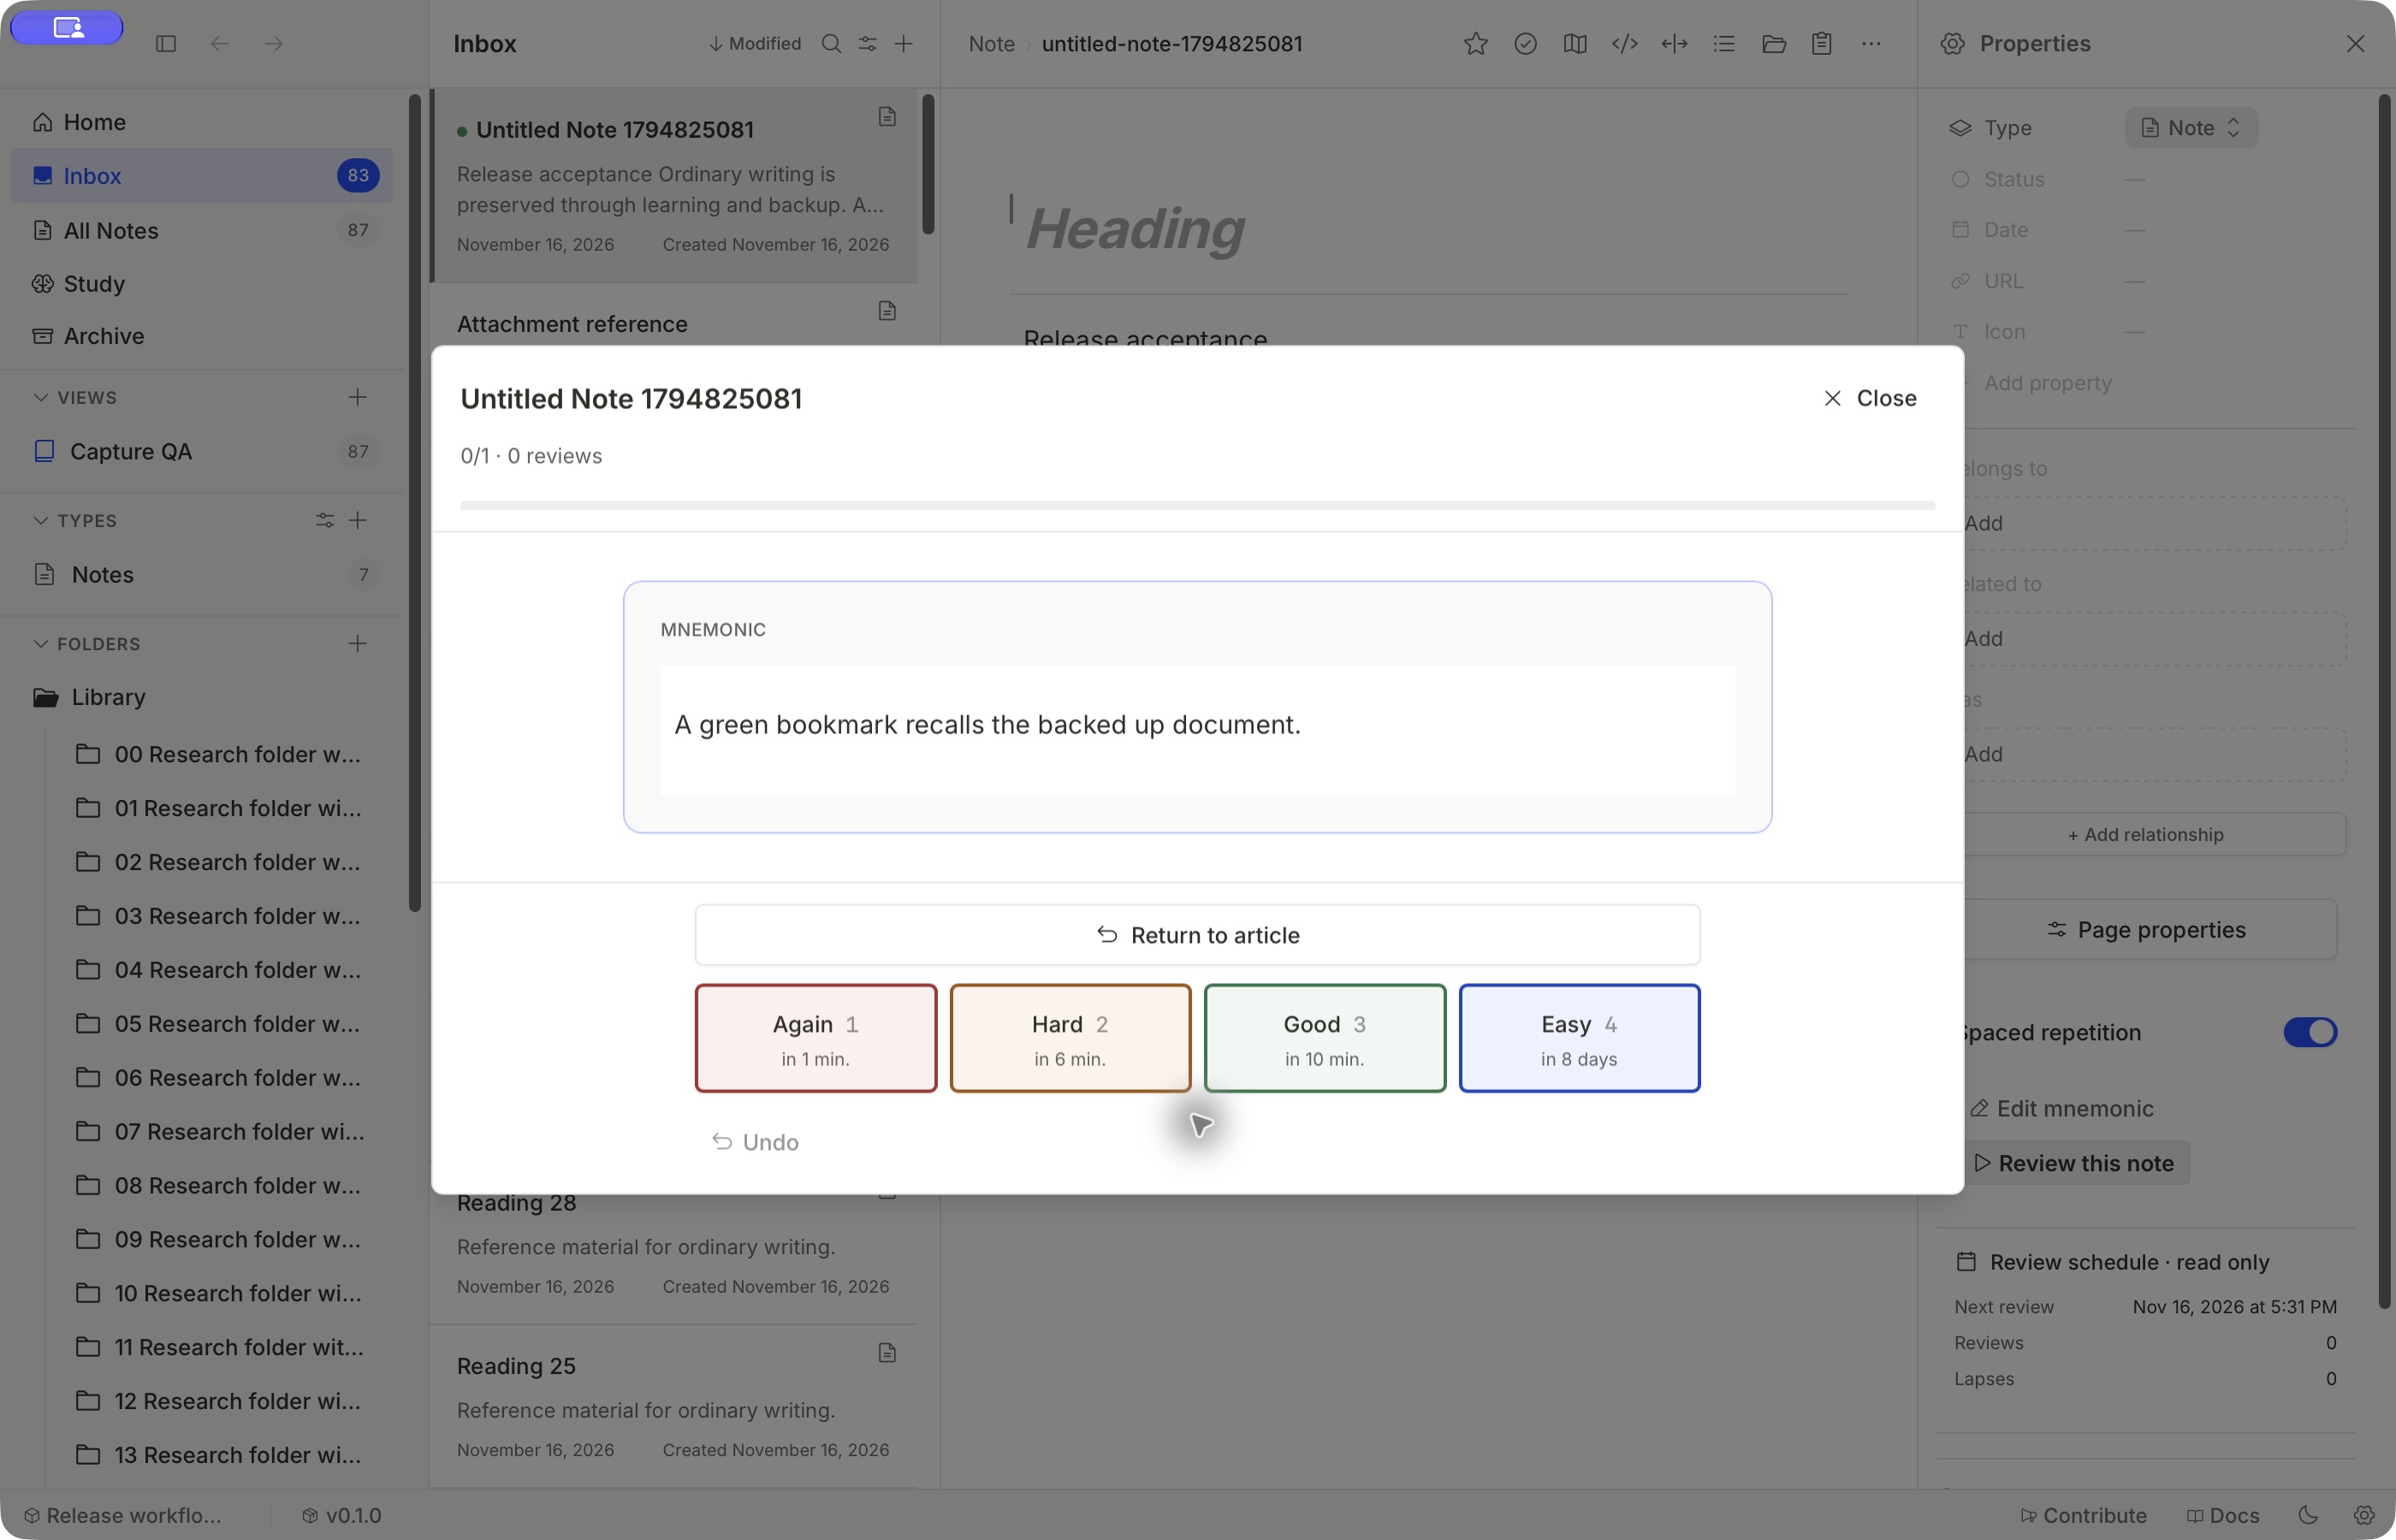 Inbox
Modified
Note
untitled-note-1794825081
Properties
Home
Inbox
83
All Notes
87
Study
Archive
VIEWS
Capture QA
87
TYPES
Notes
7
FOLDERS
Library
00 Research folder w...
01 Research folder wi...
02 Research folder w...
03 Research folder w...
04 Research folder w...
05 Research folder w...
06 Research folder w...
07 Research folder wi...
08 Research folder w...
09 Research folder w...
10 Research folder wi...
11 Research folder wit...
12 Research folder wi...
13 Research folder wi...
Untitled Note 1794825081
Release acceptance Ordinary writing is
preserved through learning and backup. A...
November 16, 2026
Created November 16, 2026
Attachment reference
Heading
Release acceptance
Untitled Note 1794825081
Close
0/1 · 0 reviews
MNEMONIC
A green bookmark recalls the backed up document.
Return to article
Again 1
in 1 min.
Hard 2
in 6 min.
Good 3
in 10 min.
Easy 4
in 8 days
Undo
Reading 28
Reference material for ordinary writing.
November 16, 2026
Created November 16, 2026
Reading 25
Reference material for ordinary writing.
November 16, 2026
Created November 16, 2026
Type
Note
Status
—
Date
—
URL
—
Icon
—
Add property
elongs to
Add
elated to
Add
as
Add
+ Add relationship
Page properties
Spaced repetition
Edit mnemonic
Review this note
Review schedule · read only
Next review
Nov 16, 2026 at 5:31 PM
Reviews
0
Lapses
0
Release workflo...
v0.1.0
Contribute
Docs